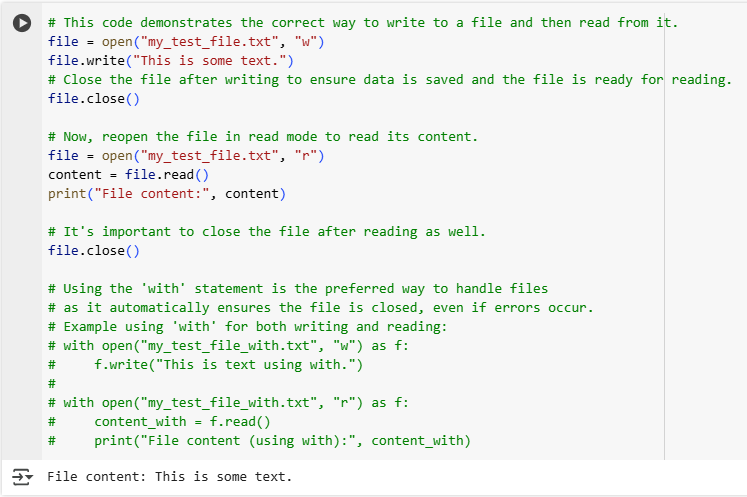 # This code demonstrates the correct way to write to a file and then read from it.
file = open("my_test_file.txt", "w")
file.write("This is some text.")
# Close the file after writing to ensure data is saved and the file is ready for reading.
file.close()

# Now, reopen the file in read mode to read its content.
file = open("my_test_file.txt", "r")
content = file.read()
print("File content:", content)

# It's important to close the file after reading as well.
file.close()

# Using the 'with' statement is the preferred way to handle files
# as it automatically ensures the file is closed, even if errors occur.
# Example using 'with' for both writing and reading:
# with open("my_test_file_with.txt", "w") as f:
#     f.write("This is text using with.")
#
# with open("my_test_file_with.txt", "r") as f:
#     content_with = f.read()
#     print("File content (using with):", content_with)
File content: This is some text.